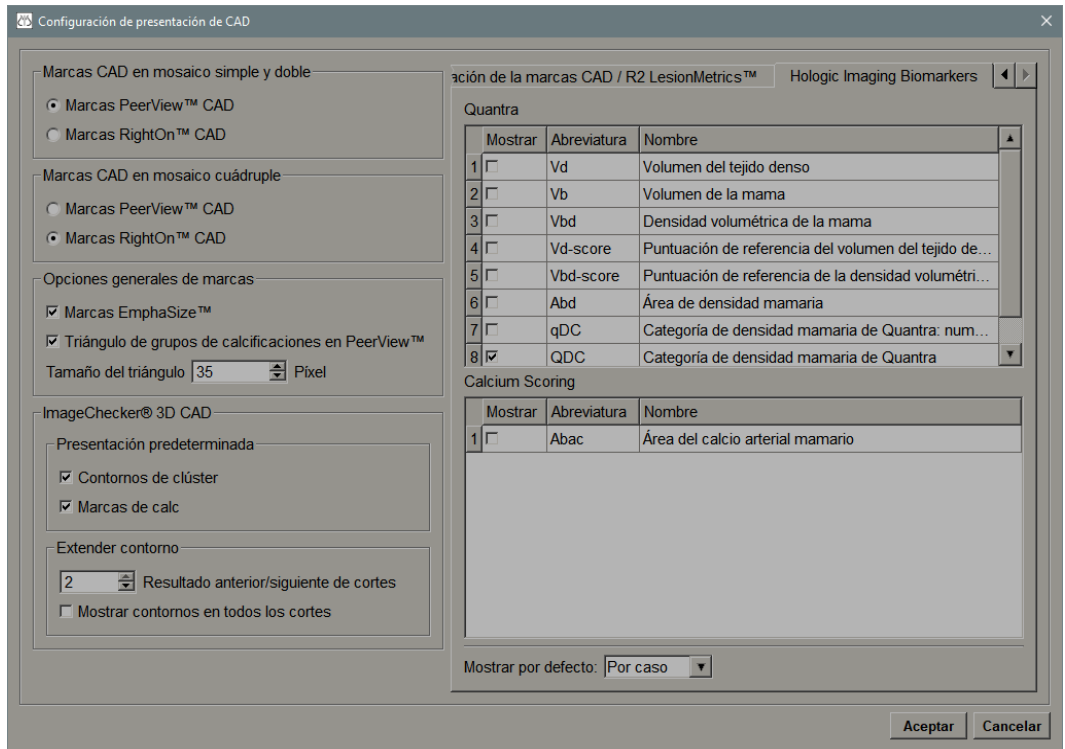 Configuración de presentación de CAD
Marcas CAD en mosaico simple y doble
Marcas PeerView™ CAD
Marcas RightOn™ CAD
Marcas CAD en mosaico cuádruple
Marcas PeerView™ CAD
Marcas RightOn™ CAD
Opciones generales de marcas
Marcas EmphaSize™
Triángulo de grupos de calcificaciones en PeerView™
Tamaño del triángulo 35 Píxel
ImageChecker® 3D CAD
Presentación predeterminada
Contornos de clúster
Marcas de calc
Extender contorno
2 Resultado anterior/siguiente de cortes
Mostrar contornos en todos los cortes
ación de la marcas CAD / R2 LesionMetrics™ Hologic Imaging Biomarkers
Quantra
Mostrar Abreviatura Nombre
1 Vd Volumen del tejido denso
2 Vb Volumen de la mama
3 Vbd Densidad volumétrica de la mama
4 Vd-score Puntuación de referencia del volumen del tejido de...
5 Vbd-score Puntuación de referencia de la densidad volumétri...
6 Abd Área de densidad mamaria
7 qDC Categoría de densidad mamaria de Quantra: num...
8 QDC Categoría de densidad mamaria de Quantra
Calcium Scoring
Mostrar Abreviatura Nombre
1 Abac Área del calcio arterial mamario
Mostrar por defecto: Por caso
Aceptar Cancelar